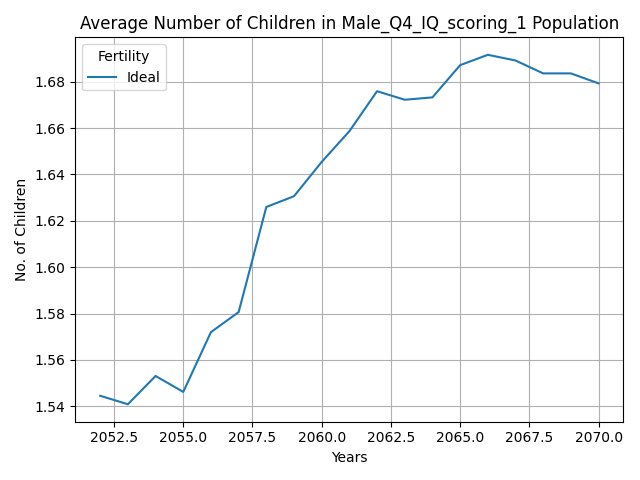 Average Number of Children in Male_Q4_IQ_scoring_1 Population
Fertility
Ideal
No. of Children
1.68
1.66
1.64
1.62
1.60
1.58
1.56
1.54
2052.5 2055.0 2057.5 2060.0 2062.5 2065.0 2067.5 2070.0
Years